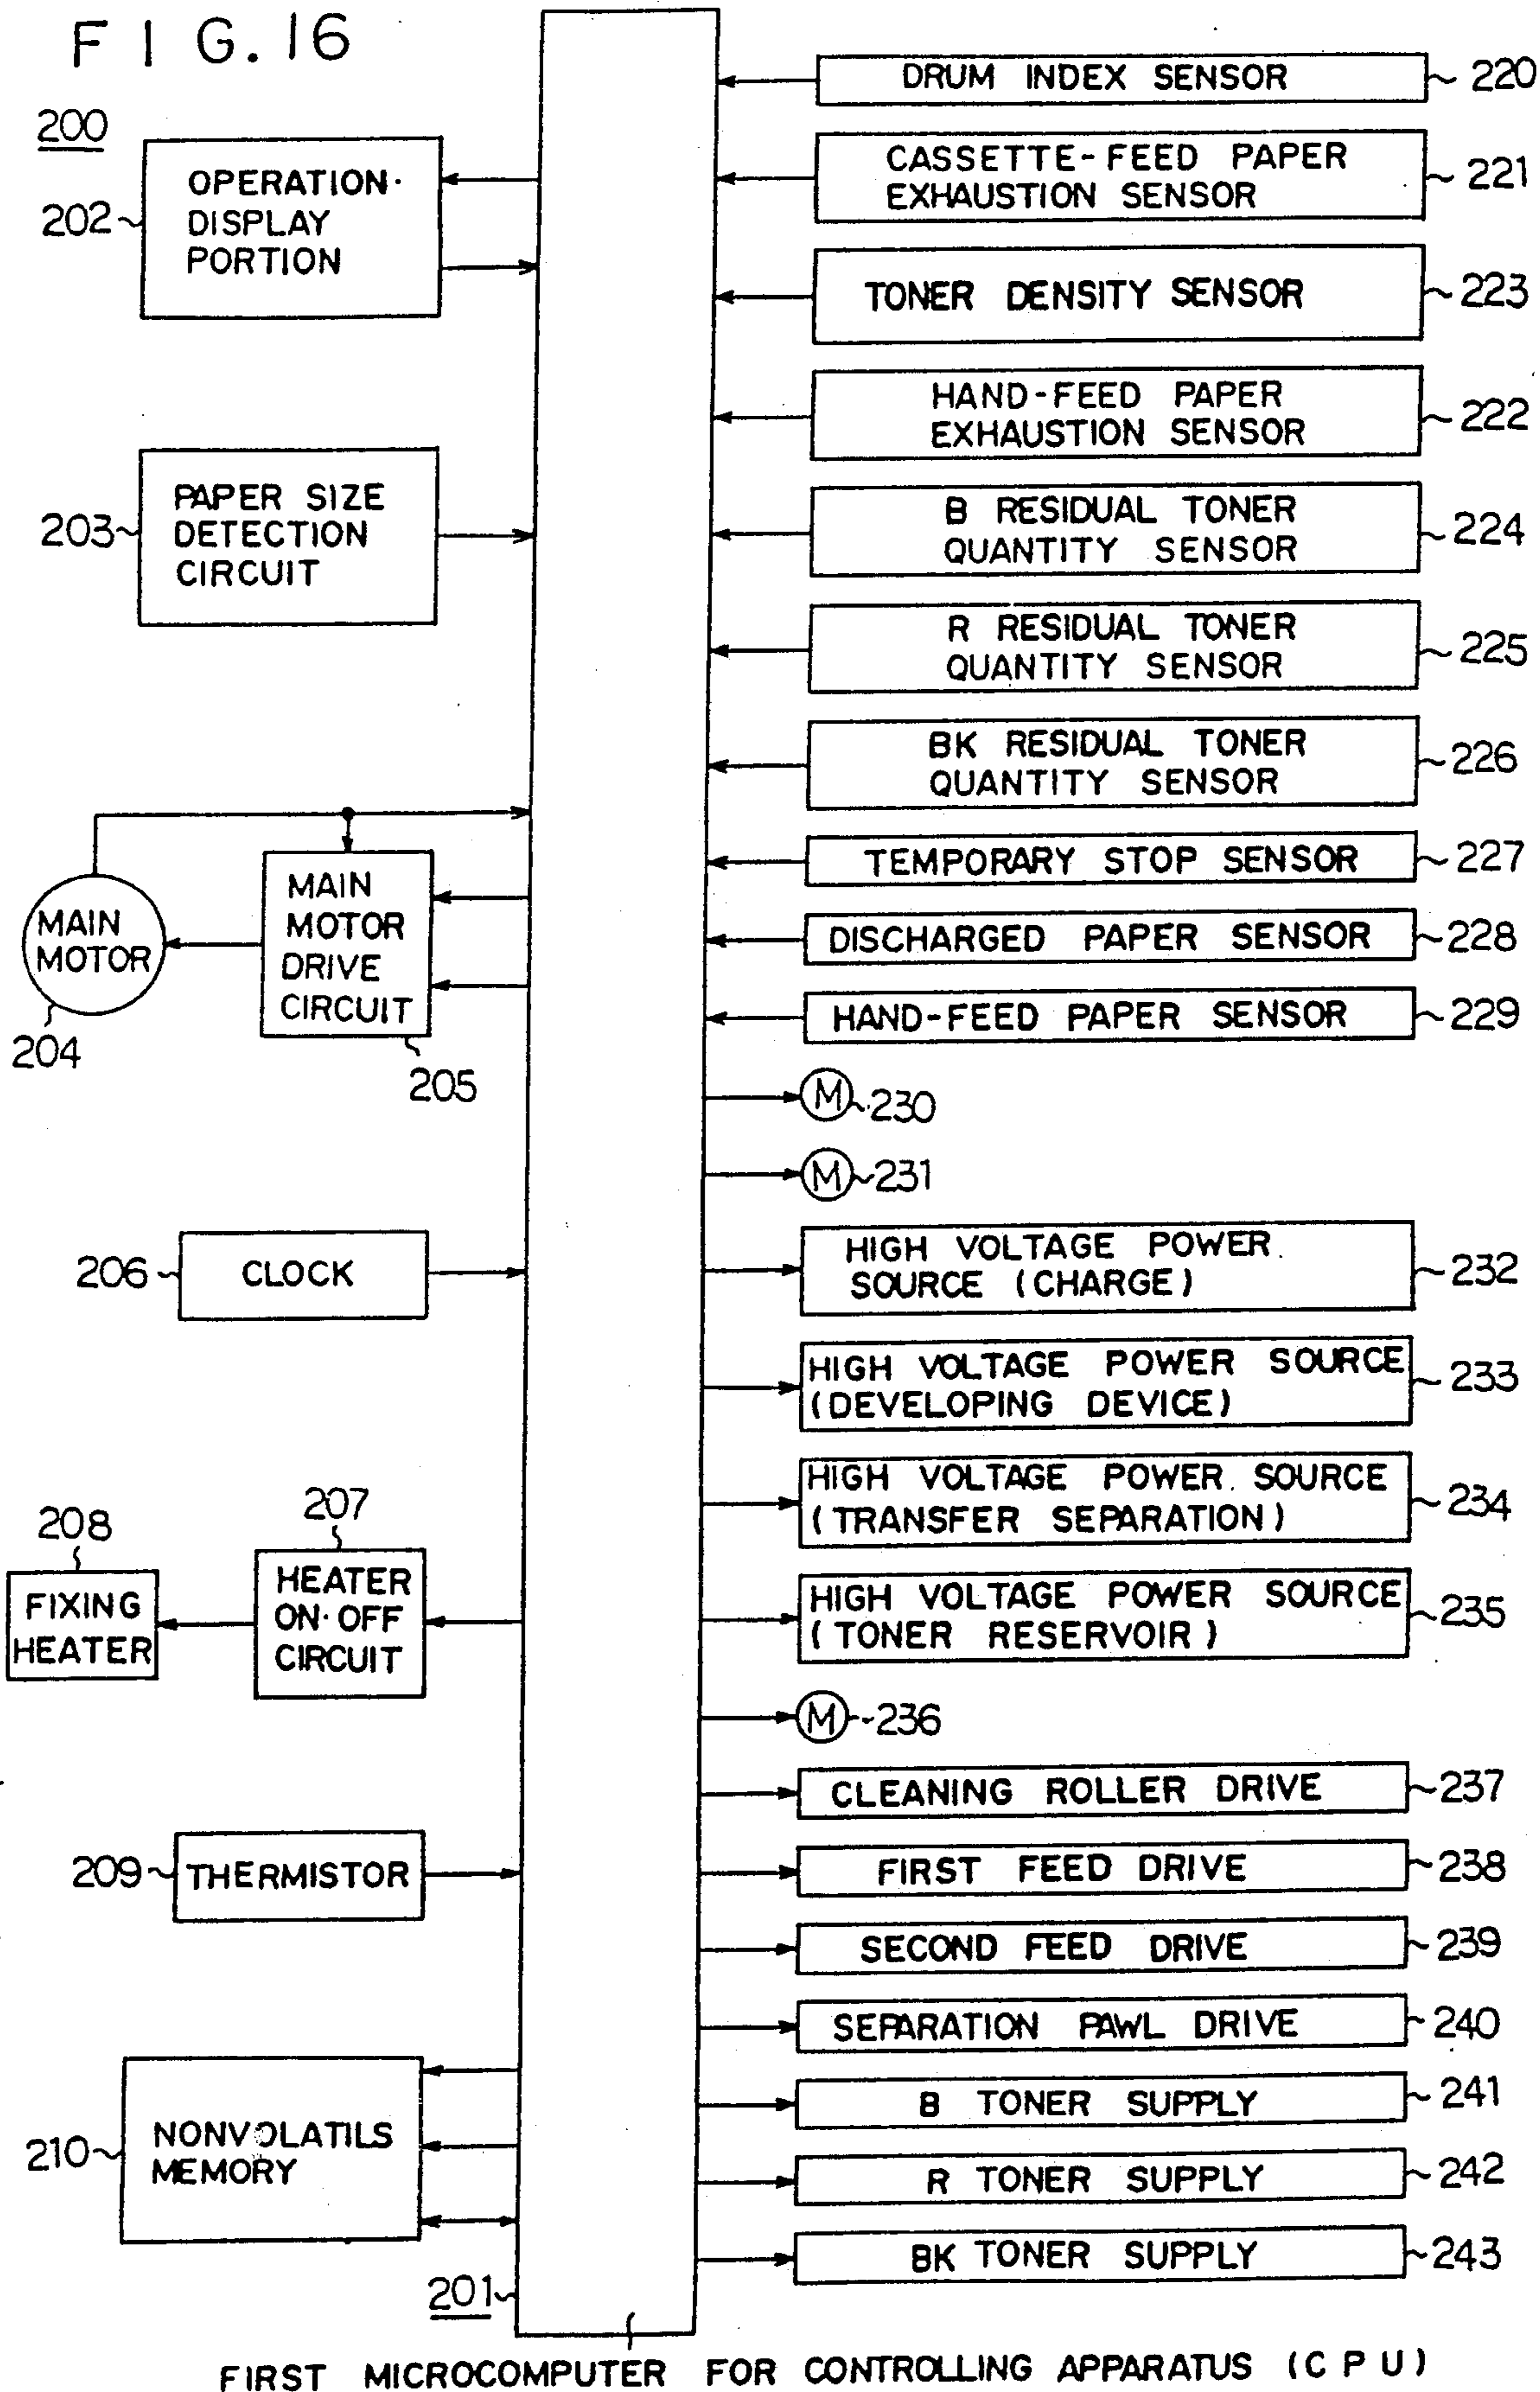 FIG.16
200
OPERATION·
DISPLAY
PORTION
202
PAPER SIZE
DETECTION
CIRCUIT
203
MAIN
MOTOR
204
MAIN
MOTOR
DRIVE
CIRCUIT
205
CLOCK
206
207
208
FIXING
HEATER
HEATER
ON·OFF
CIRCUIT
THERMISTOR
209
NONVOLATILS
MEMORY
210
201
DRUM INDEX SENSOR
220
CASSETTE-FEED PAPER
EXHAUSTION SENSOR
221
TONER DENSITY SENSOR
223
HAND-FEED PAPER
EXHAUSTION SENSOR
222
B RESIDUAL TONER
QUANTITY SENSOR
224
R RESIDUAL TONER
QUANTITY SENSOR
225
BK RESIDUAL TONER
QUANTITY SENSOR
226
TEMPORARY STOP SENSOR
227
DISCHARGED PAPER SENSOR
228
HAND-FEED PAPER SENSOR
229
M
230
M
231
HIGH VOLTAGE POWER
SOURCE (CHARGE)
232
HIGH VOLTAGE POWER SOURCE
(DEVELOPING DEVICE)
233
HIGH VOLTAGE POWER SOURCE
(TRANSFER SEPARATION)
234
HIGH VOLTAGE POWER SOURCE
(TONER RESERVOIR)
235
M
236
CLEANING ROLLER DRIVE
237
FIRST FEED DRIVE
238
SECOND FEED DRIVE
239
SEPARATION PAWL DRIVE
240
B TONER SUPPLY
241
R TONER SUPPLY
242
BK TONER SUPPLY
243
FIRST MICROCOMPUTER FOR CONTROLLING APPARATUS (CPU)